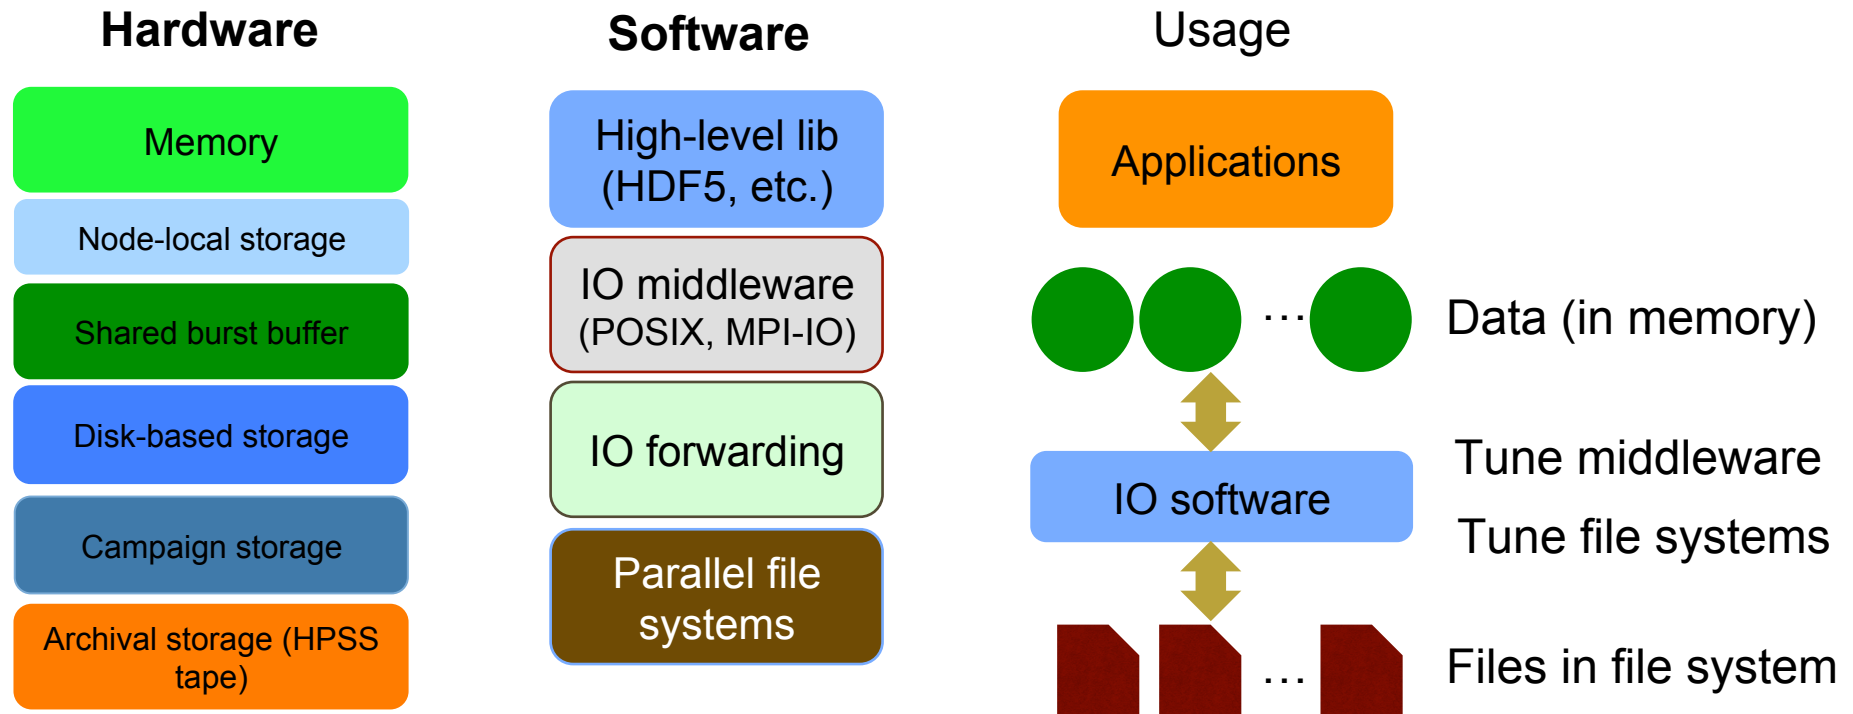 Hardware
Memory
Node-local storage
Shared burst buffer
Disk-based storage
Campaign storage
Archival storage (HPSS
tape)
Software
High-level lib
(HDF5, etc.)
IO middleware
(POSIX, MPI-IO)
IO forwarding
Parallel file
systems
Usage
Applications
...
Data (in memory)
IO software
Tune middleware
Tune file systems
...
Files in file system